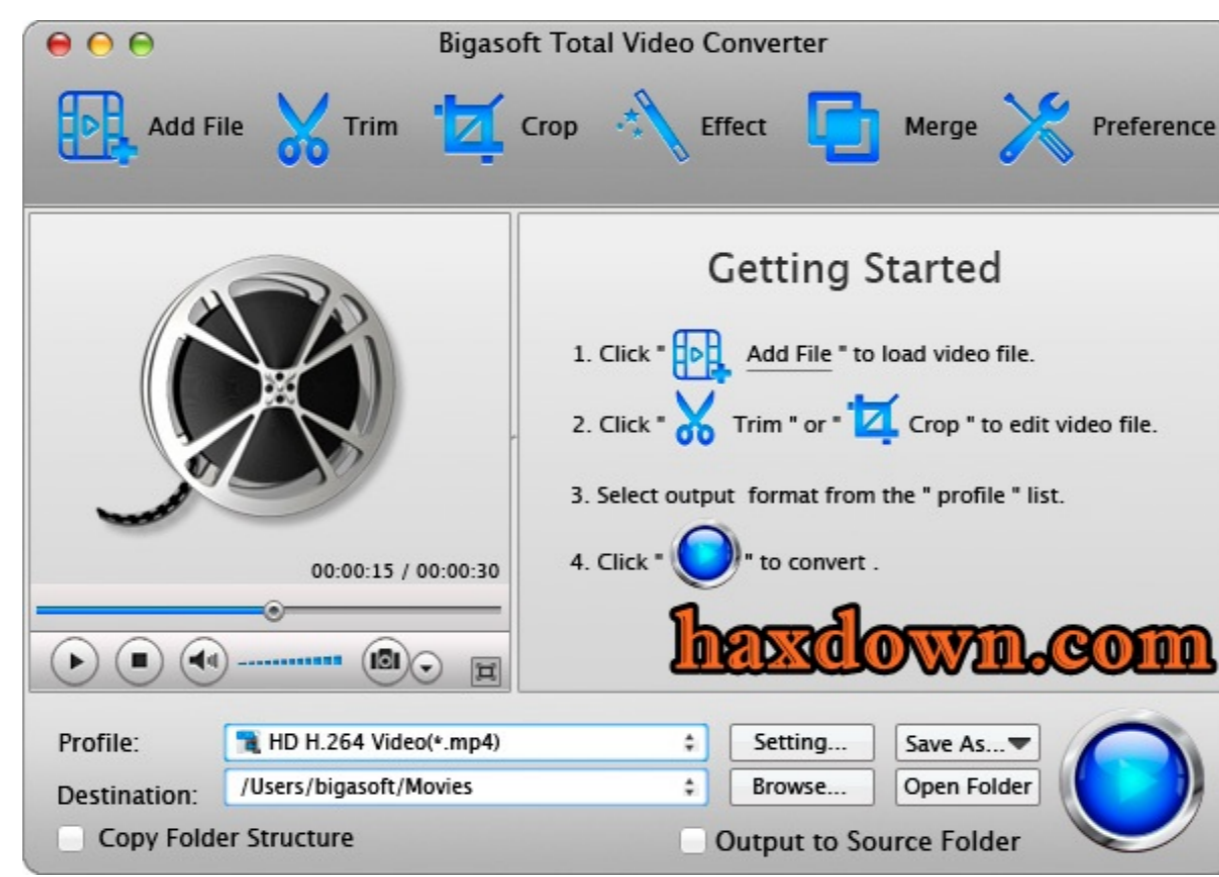 Bigasoft Total Video Converter
Add File Trim Crop Effect Merge Preference
Getting Started
1. Click " Add File " to load video file.
2. Click " Trim " or " Crop " to edit video file.
3. Select output format from the " profile " list.
4. Click " " to convert .
00:00:15 / 00:00:30
haxdown.com
Profile: HD H.264 Video(*.mp4) Setting... Save As...
Destination: /Users/bigasoft/Movies Browse... Open Folder
Copy Folder Structure Output to Source Folder